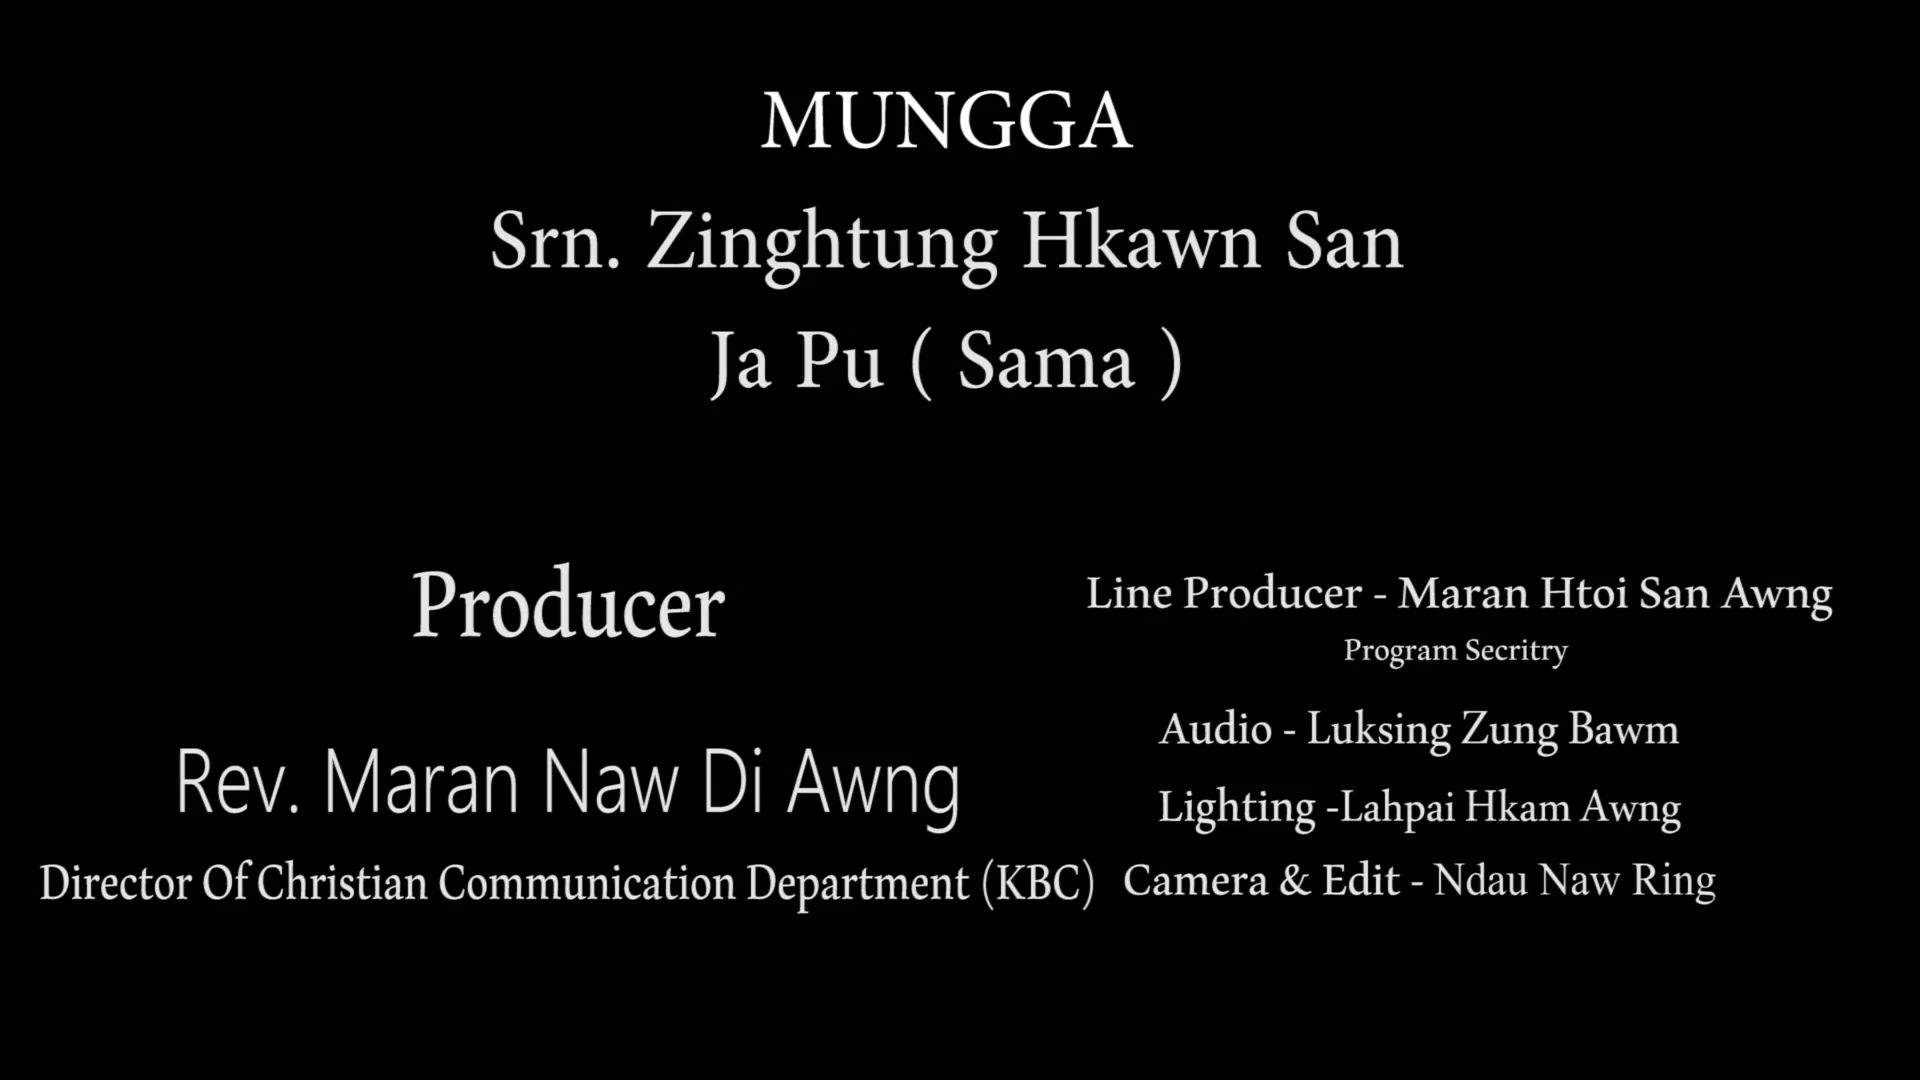 MUNGGA
Srn. Zinghtung Hkawn San
Ja Pu ( Sama )
Producer
Rev. Maran Naw Di Awng
Director Of Christian Communication Department (KBC)
Line Producer - Maran Htoi San Awng
Program Secritry
Audio - Luksing Zung Bawm
Lighting -Lahpai Hkam Awng
Camera & Edit - Ndau Naw Ring